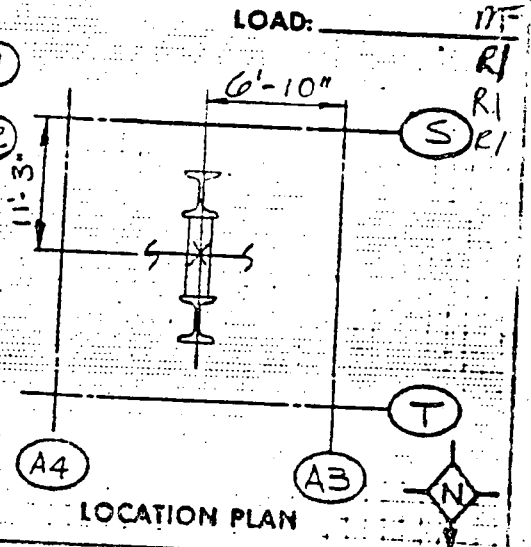 LOAD:
6'-10"
R1
R1
S R1
11'-3"
T
A4
A3
N
LOCATION PLAN